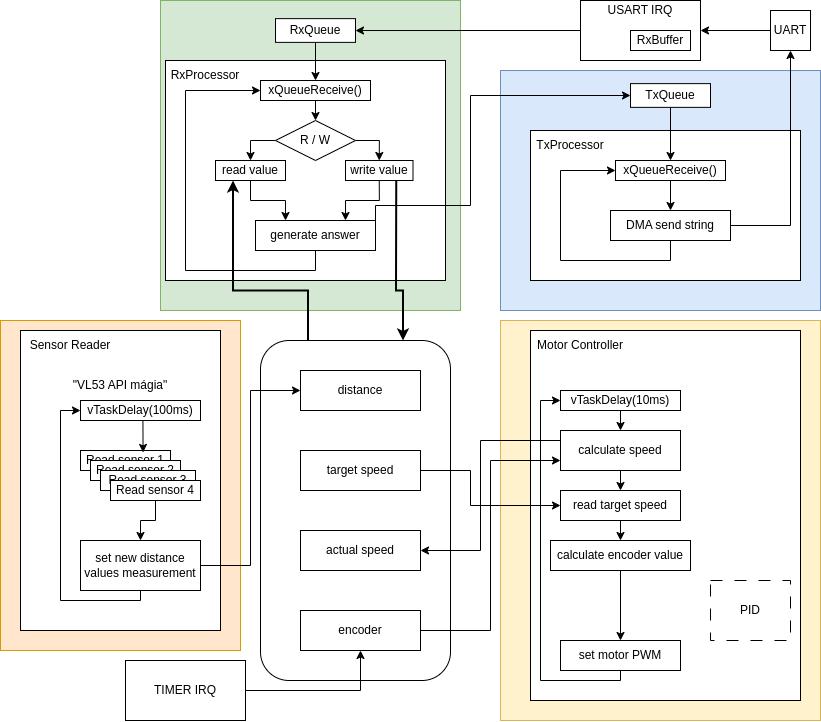 RxQueue
USART IRQ
RxBuffer
UART
RxProcessor
xQueueReceive()
R / W
read value
write value
generate answer
TxQueue
TxProcessor
xQueueReceive()
DMA send string
Sensor Reader
"VL53 API mágia"
vTaskDelay(100ms)
Read sensor 1
Read sensor 2
Read sensor 3
Read sensor 4
set new distance
values measurement
distance
target speed
actual speed
encoder
TIMER IRQ
Motor Controller
vTaskDelay(10ms)
calculate speed
read target speed
calculate encoder value
PID
set motor PWM